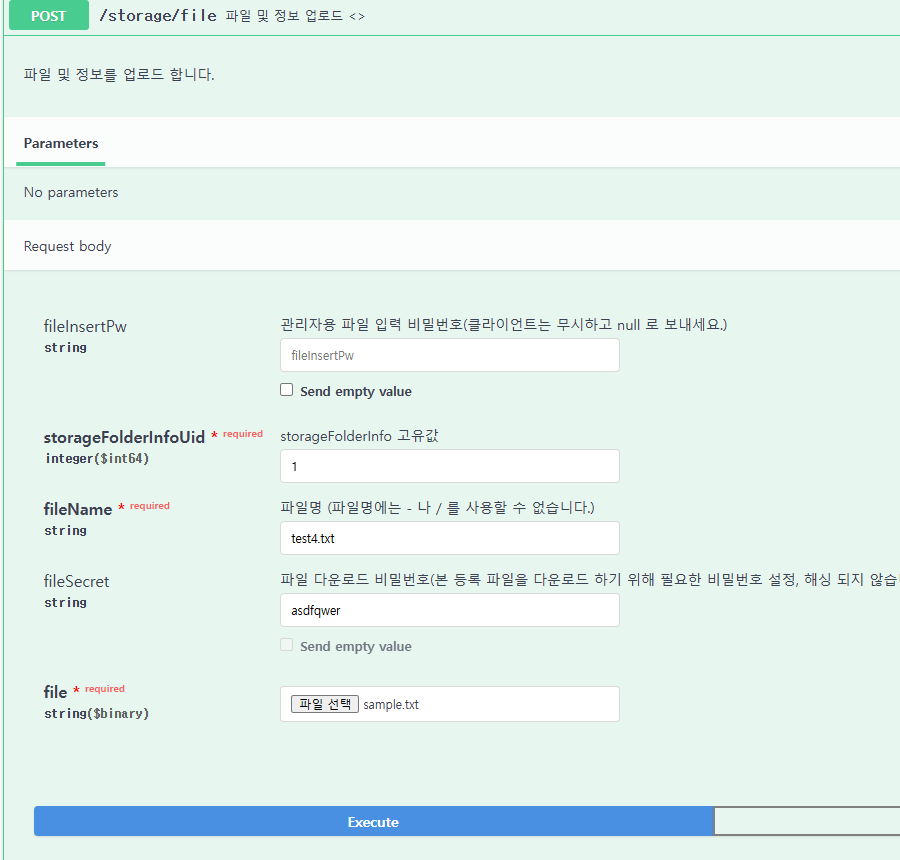 POST /storage/file 파일 및 정보 업로드 <>
파일 및 정보를 업로드 합니다.
Parameters
No parameters
Request body
fileInsertPw 관리자용 파일 입력 비밀번호(클라이언트는 무시하고 null 로 보내세요.)
string fileInsertPw
Send empty value
storageFolderInfoUid * required storageFolderInfo 고유값
integer($int64) 1
fileName * required 파일명 (파일명에는 - 나 / 를 사용할 수 없습니다.)
string test4.txt
fileSecret 파일 다운로드 비밀번호(본 등록 파일을 다운로드 하기 위해 필요한 비밀번호 설정, 해싱 되지 않습
string asdfqwer
Send empty value
file * required
string($binary) 파일 선택 sample.txt
Execute